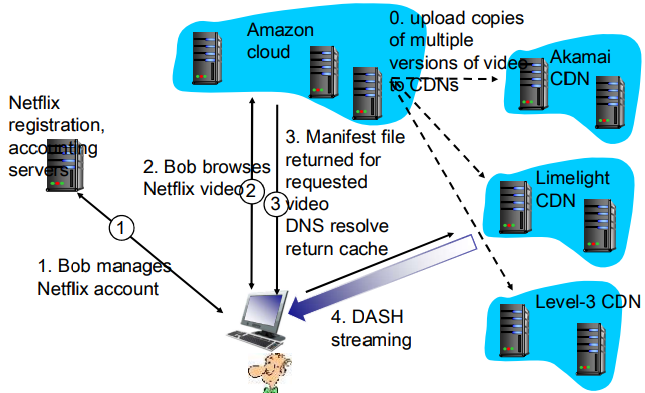 Amazon
cloud
0. upload copies
of multiple
versions of video
to CDNs
Akamai
CDN
Netflix
registration,
accounting
servers
2. Bob browses
Netflix video
2
3. Manifest file
returned for
requested
video
DNS resolve
return cache
3
Limelight
CDN
1
1. Bob manages
Netflix account
4. DASH
streaming
Level-3 CDN